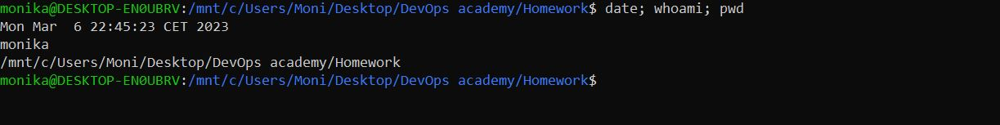 monika@DESKTOP-EN0UBRV:/mnt/c/Users/Moni/Desktop/DevOps academy/Homework$ date; whoami; pwd
Mon Mar  6 22:45:23 CET 2023
monika
/mnt/c/Users/Moni/Desktop/DevOps academy/Homework
monika@DESKTOP-EN0UBRV:/mnt/c/Users/Moni/Desktop/DevOps academy/Homework$